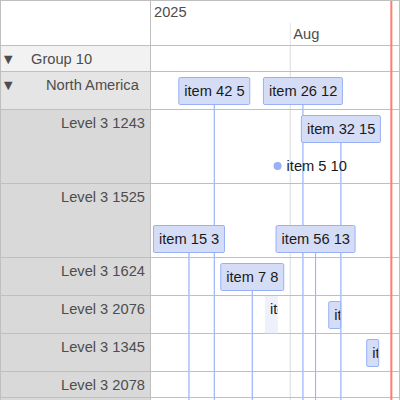 2025
Aug
▼ Group 10
▼ North America
item 42 5
item 26 12
Level 3 1243
item 32 15
item 5 10
Level 3 1525
item 15 3
item 56 13
Level 3 1624
item 7 8
Level 3 2076
it
it
Level 3 1345
it
Level 3 2078